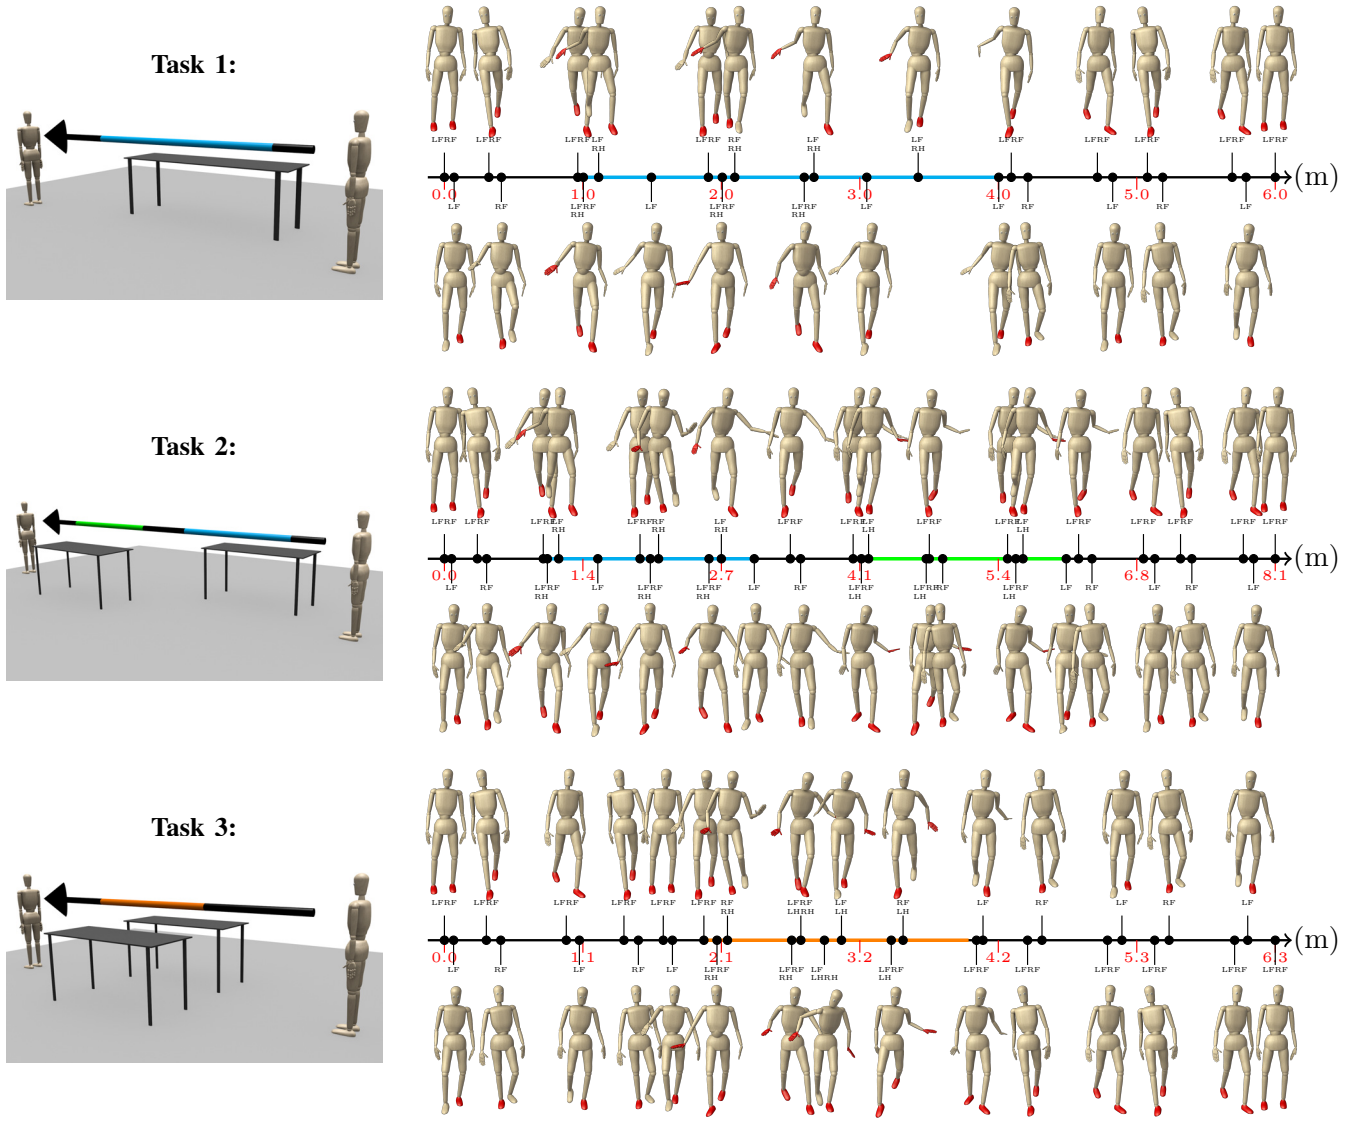 Task 1:
LFRF LFRF LFRF LF LFRF RF LF LF LFRF LFRF LFRF LFRF
RH RH RH RH
(m)
0.0 1.0 2.0 3.0 4.0 5.0 6.0
LF RF LFRF LF LFRF LFRF LF LF RF LF RF LF
RH RH RH
Task 2:
LFRF LFRF LFRF LF LFRF RF LF LFRF LFRF LF LFRF LFRF LF LFRF LFRF LFRF LFRF LFRF
RH RH RH LH LH
(m)
0.0 1.4 2.7 4.1 5.4 6.8 8.1
LF RF LFRF LF LFRF LFRF LF RF LFRF LFRF RF LFRF LF RF LF RF LF
RH RH RH LH LH LH
Task 3:
LFRF LFRF LFRF LFRF LFRF LFRF RF LFRF LF RF LF RF LF RF LF
RH LHRH LH LH
(m)
0.0 1.1 2.1 3.2 4.2 5.3 6.3
LF RF LF RF LF LFRF LFRF LF LFRF LFRF LFRF LFRF LFRF LFRF LFRF
RH RH LHRH LH